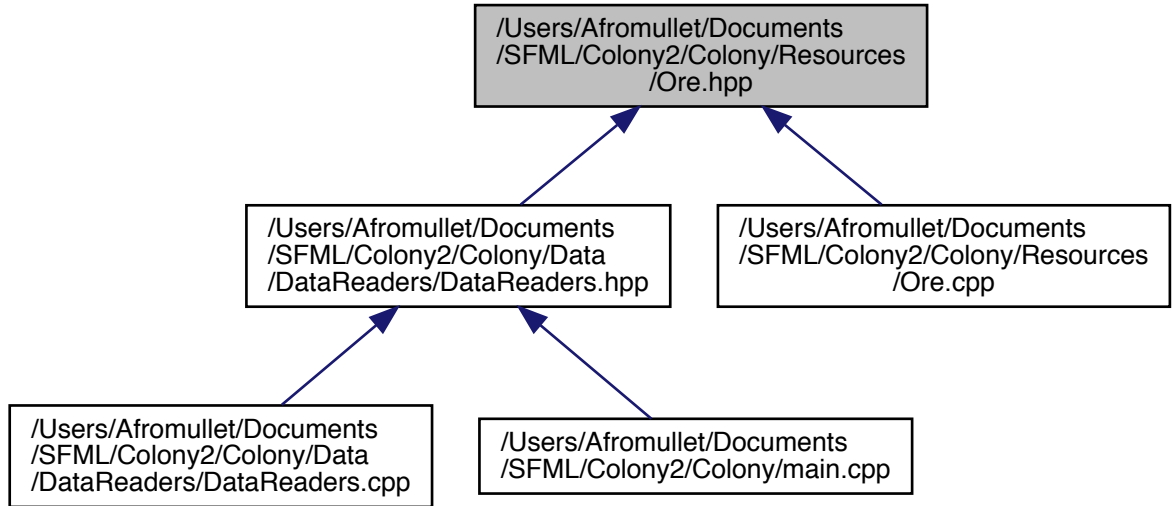 /Users/Afromullet/Documents
/SFML/Colony2/Colony/Resources
/Ore.hpp
/Users/Afromullet/Documents
/SFML/Colony2/Colony/Data
/DataReaders/DataReaders.hpp
/Users/Afromullet/Documents
/SFML/Colony2/Colony/Resources
/Ore.cpp
/Users/Afromullet/Documents
/SFML/Colony2/Colony/Data
/DataReaders/DataReaders.cpp
/Users/Afromullet/Documents
/SFML/Colony2/Colony/main.cpp